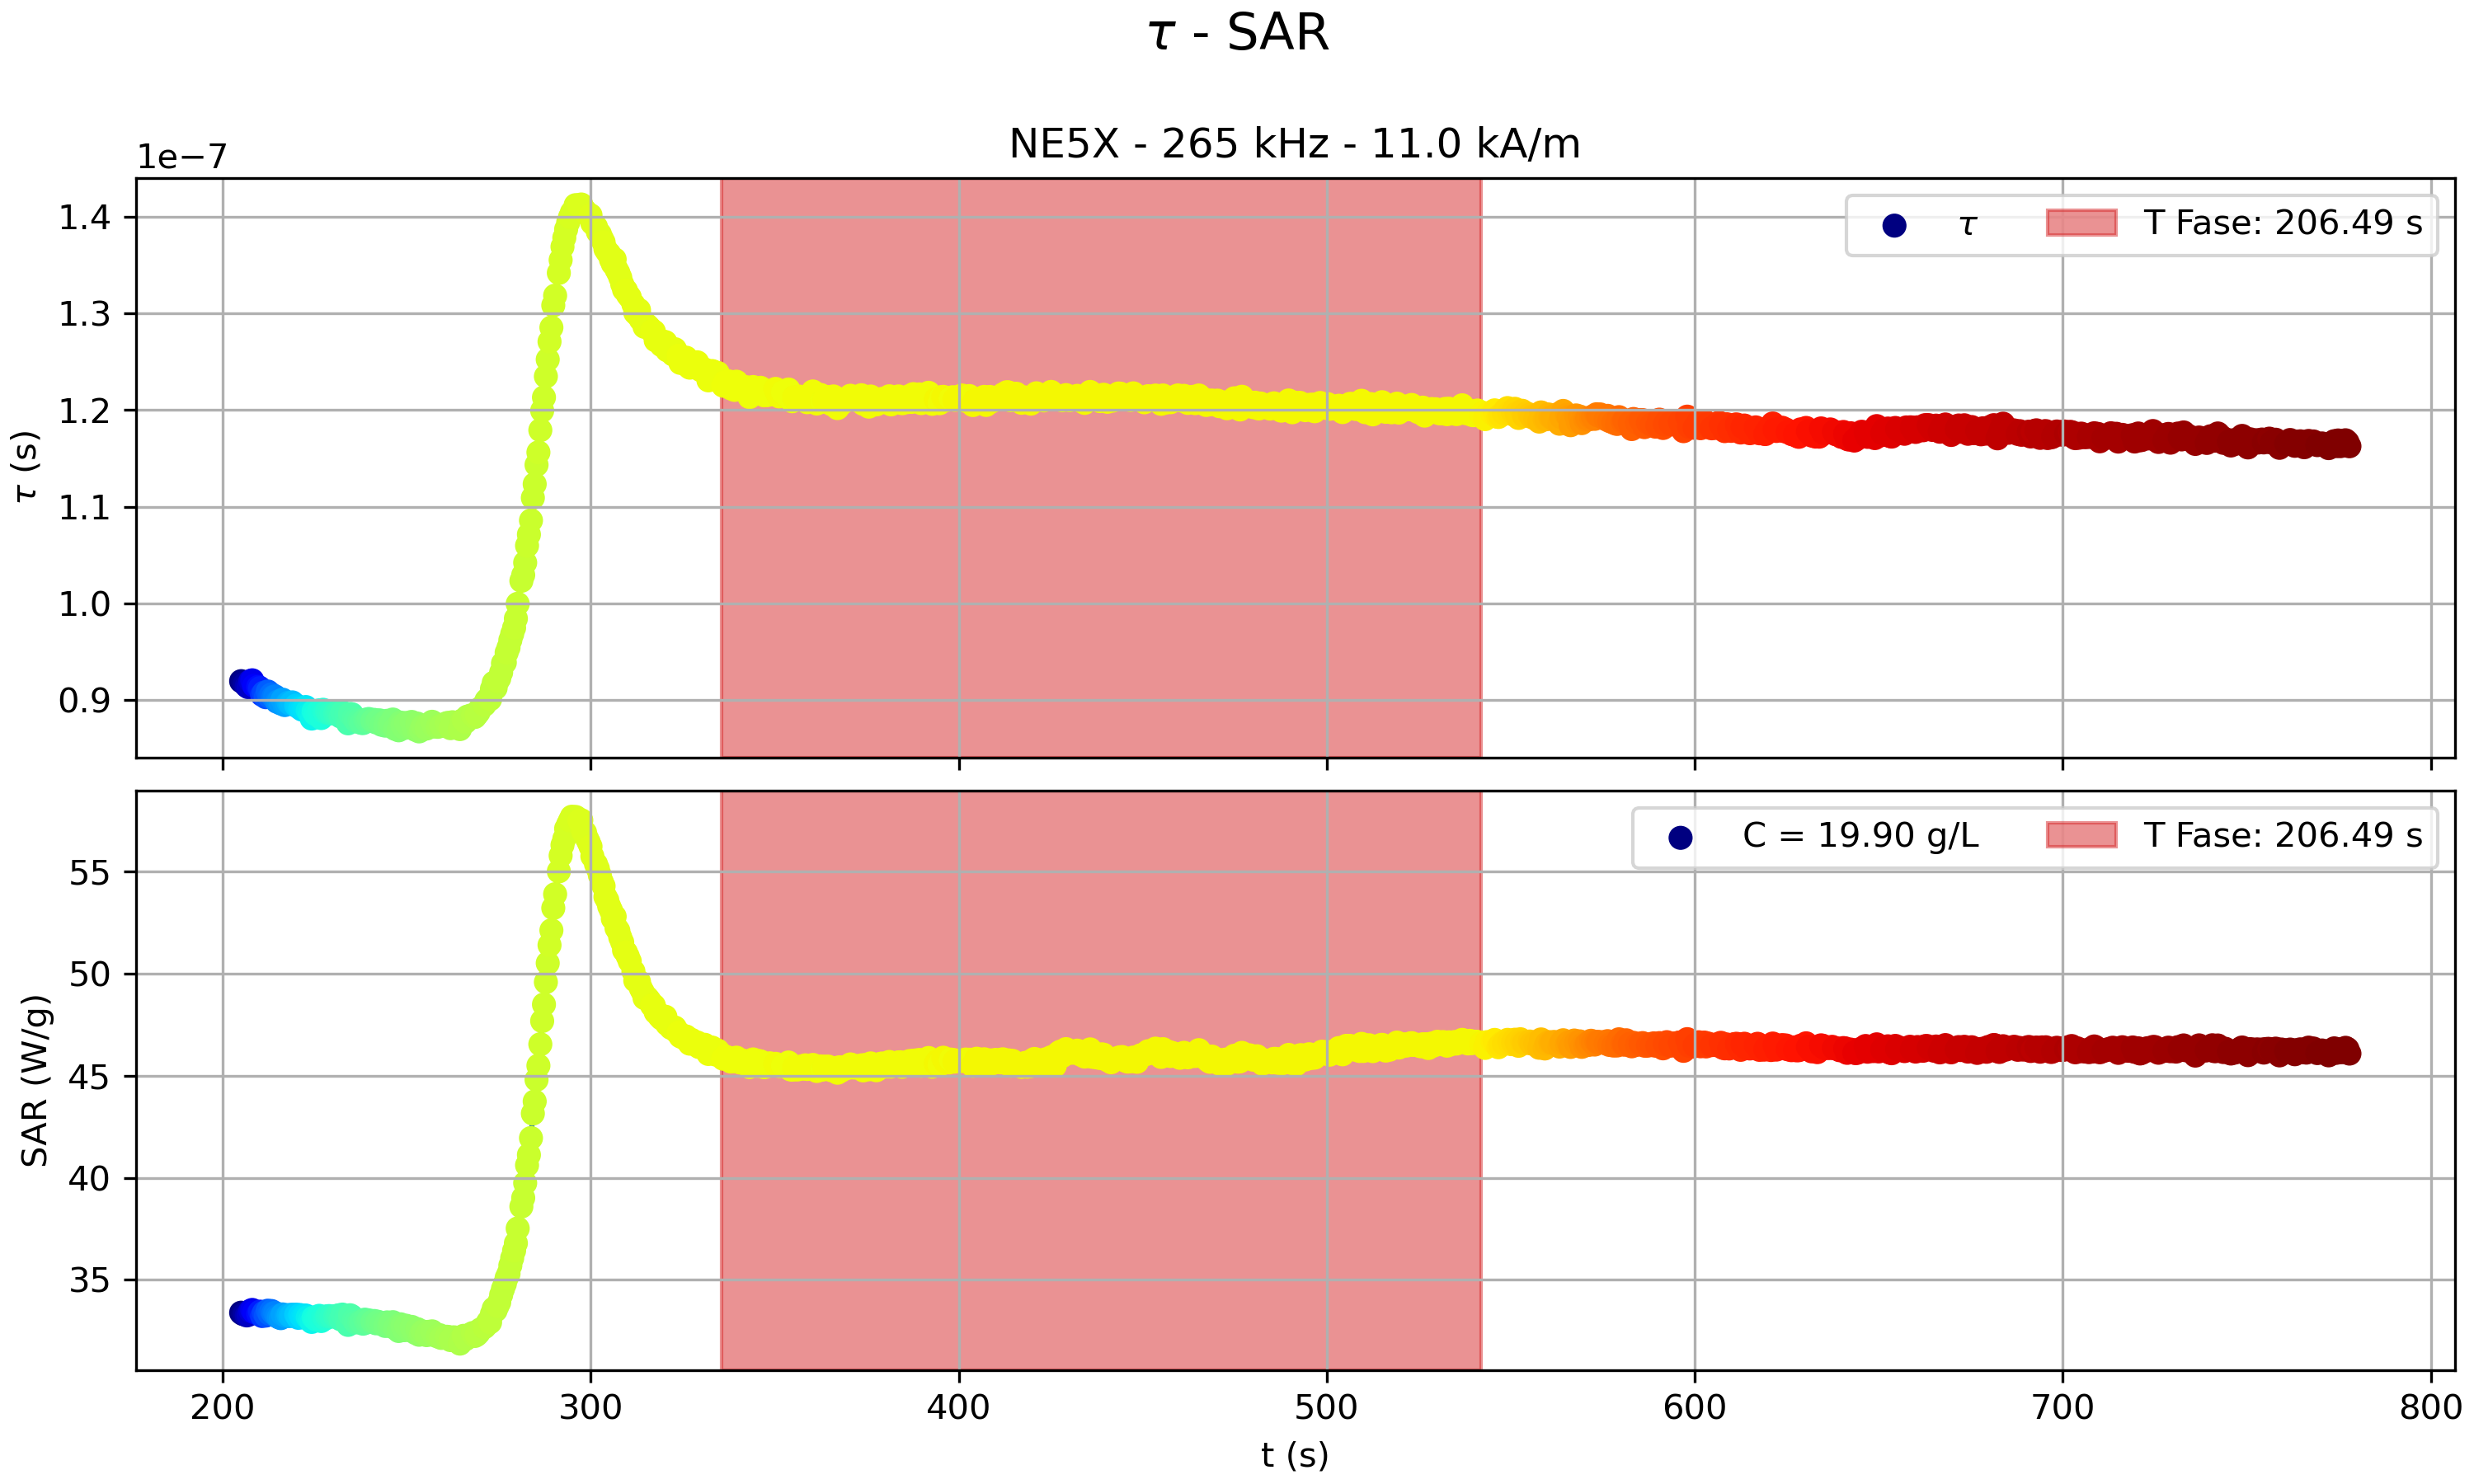 τ - SAR
NE5X - 265 kHz - 11.0 kA/m
1e−7
1.4
1.3
1.2
1.1
1.0
0.9
τ (s)
τ
T Fase: 206.49 s
55
50
45
40
35
SAR (W/g)
C = 19.90 g/L
T Fase: 206.49 s
200 300 400 500 600 700 800
t (s)